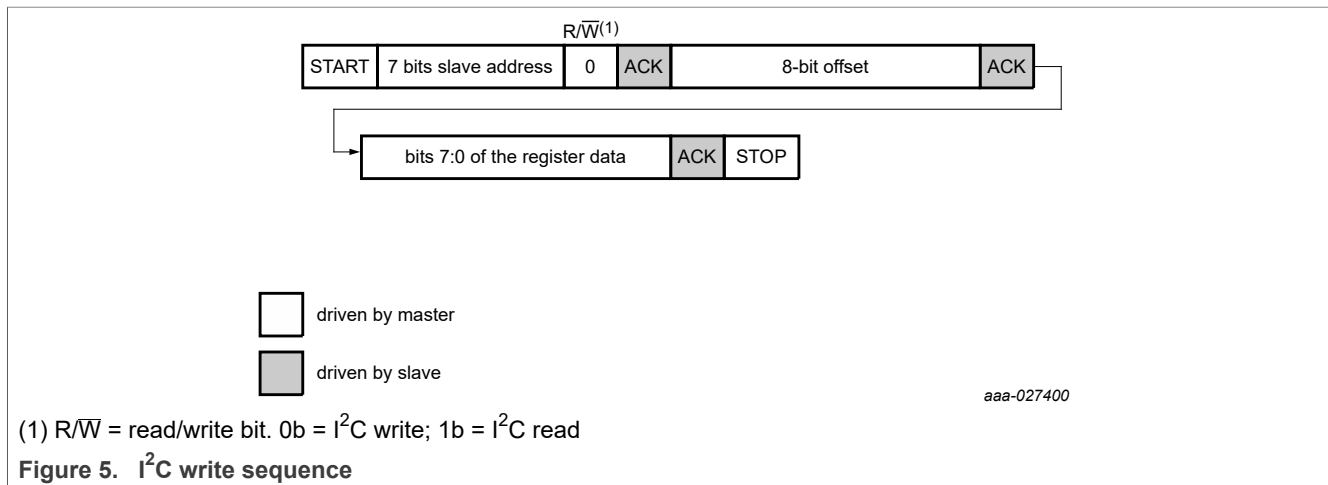 R/W̅(1)
START 7 bits slave address 0 ACK 8-bit offset ACK
bits 7:0 of the register data ACK STOP
driven by master
driven by slave
aaa-027400
(1) R/W̅ = read/write bit. 0b = I²C write; 1b = I²C read
Figure 5. I²C write sequence